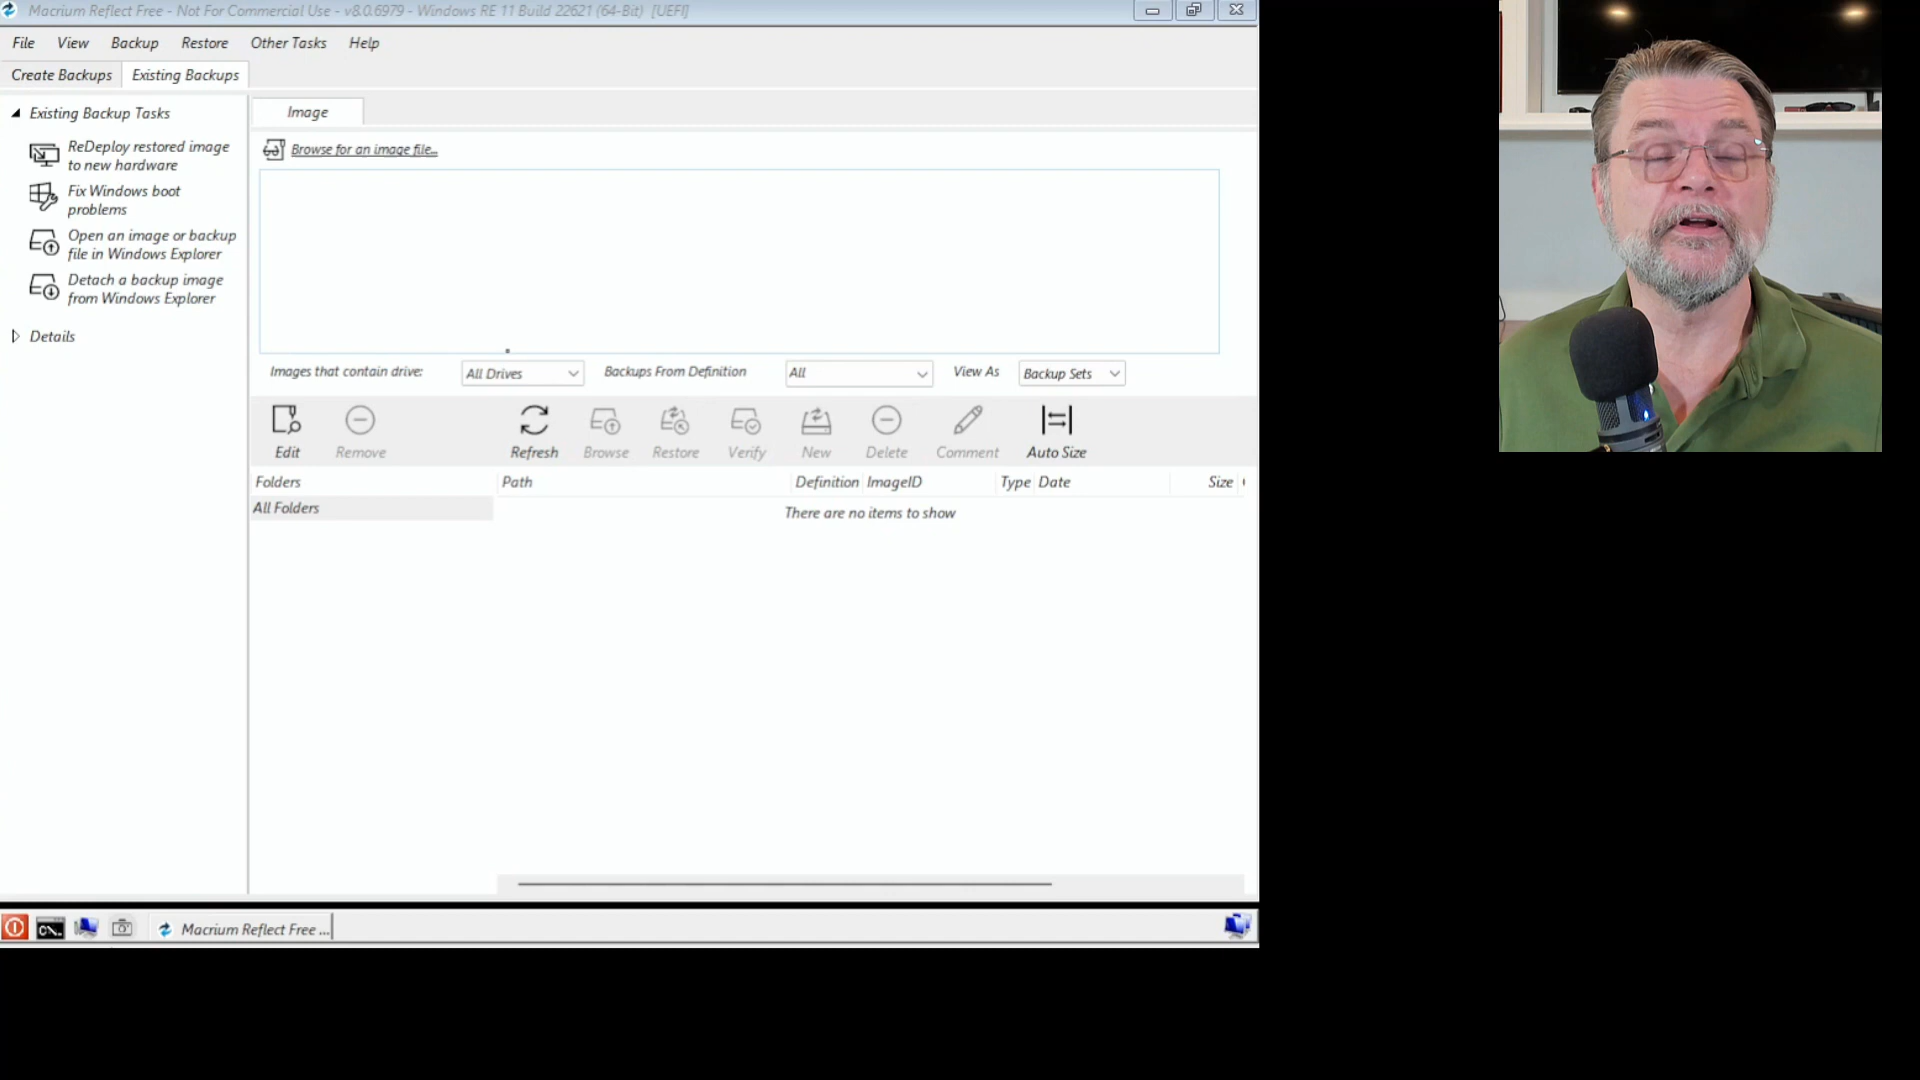 Macrium Reflect Free - Not For Commercial Use - v8.0.6979 - Windows RE 11 Build 22621 (64-Bit)  [UEFI]
File View Backup Restore Other Tasks Help
Create Backups Existing Backups
Existing Backup Tasks
ReDeploy restored image
to new hardware
Fix Windows boot
problems
Open an image or backup
file in Windows Explorer
Detach a backup image
from Windows Explorer
Details
Image
Browse for an image file...
Images that contain drive: All Drives Backups From Definition All View As Backup Sets
Edit Remove Refresh Browse Restore Verify New Delete Comment Auto Size
Folders Path Definition ImageID Type Date Size
All Folders
There are no items to show
C:\.
Macrium Reflect Free ...